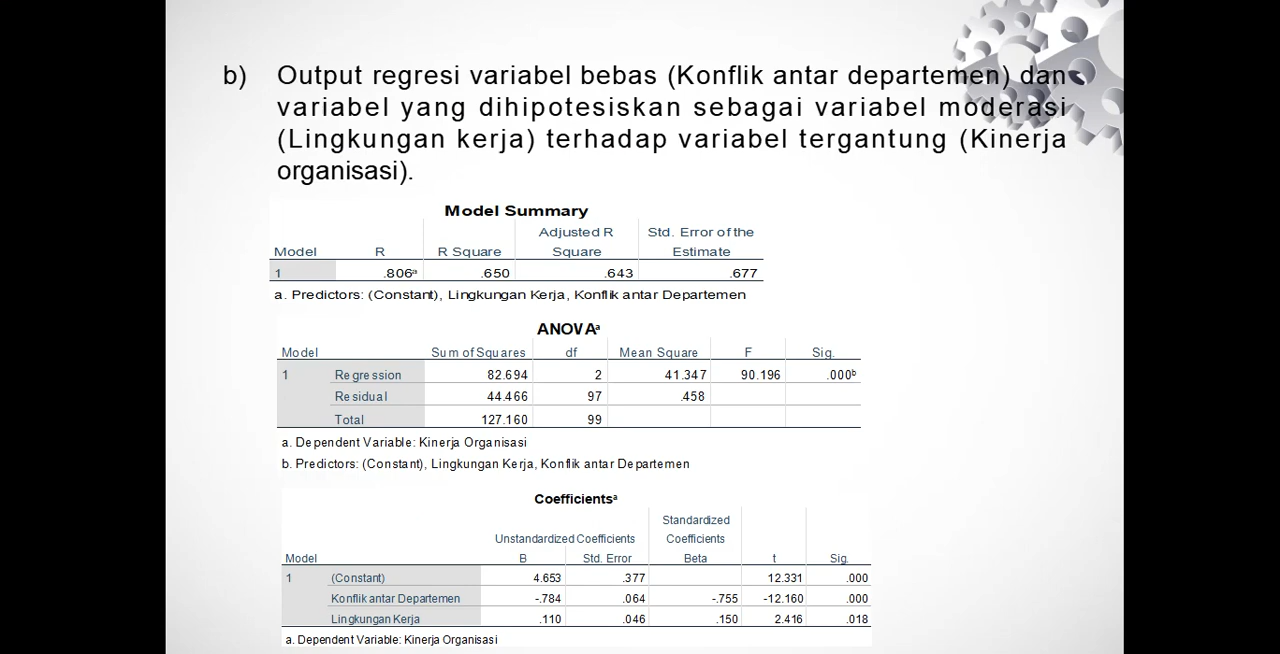 b) Output regresi variabel bebas (Konflik antar departemen) dan
variabel yang dihipotesiskan sebagai variabel moderasi
(Lingkungan kerja) terhadap variabel tergantung (Kinerja
organisasi).
Model Summary
Model R R Square Adjusted R Square Std. Error of the Estimate
1 .806a .650 .643 .677
a. Predictors: (Constant), Lingkungan Kerja, Konflik antar Departemen
ANOVAa
Model Sum of Squares df Mean Square F Sig.
1 Regression 82.694 2 41.347 90.196 .000b
Residual 44.466 97 .458
Total 127.160 99
a. Dependent Variable: Kinerja Organisasi
b. Predictors: (Constant), Lingkungan Kerja, Konflik antar Departemen
Coefficientsa
Standardized
Unstandardized Coefficients Coefficients
Model B Std. Error Beta t Sig.
1 (Constant) 4.653 .377 12.331 .000
Konflik antar Departemen -.784 .064 -.755 -12.160 .000
Lingkungan Kerja .110 .046 .150 2.416 .018
a. Dependent Variable: Kinerja Organisasi